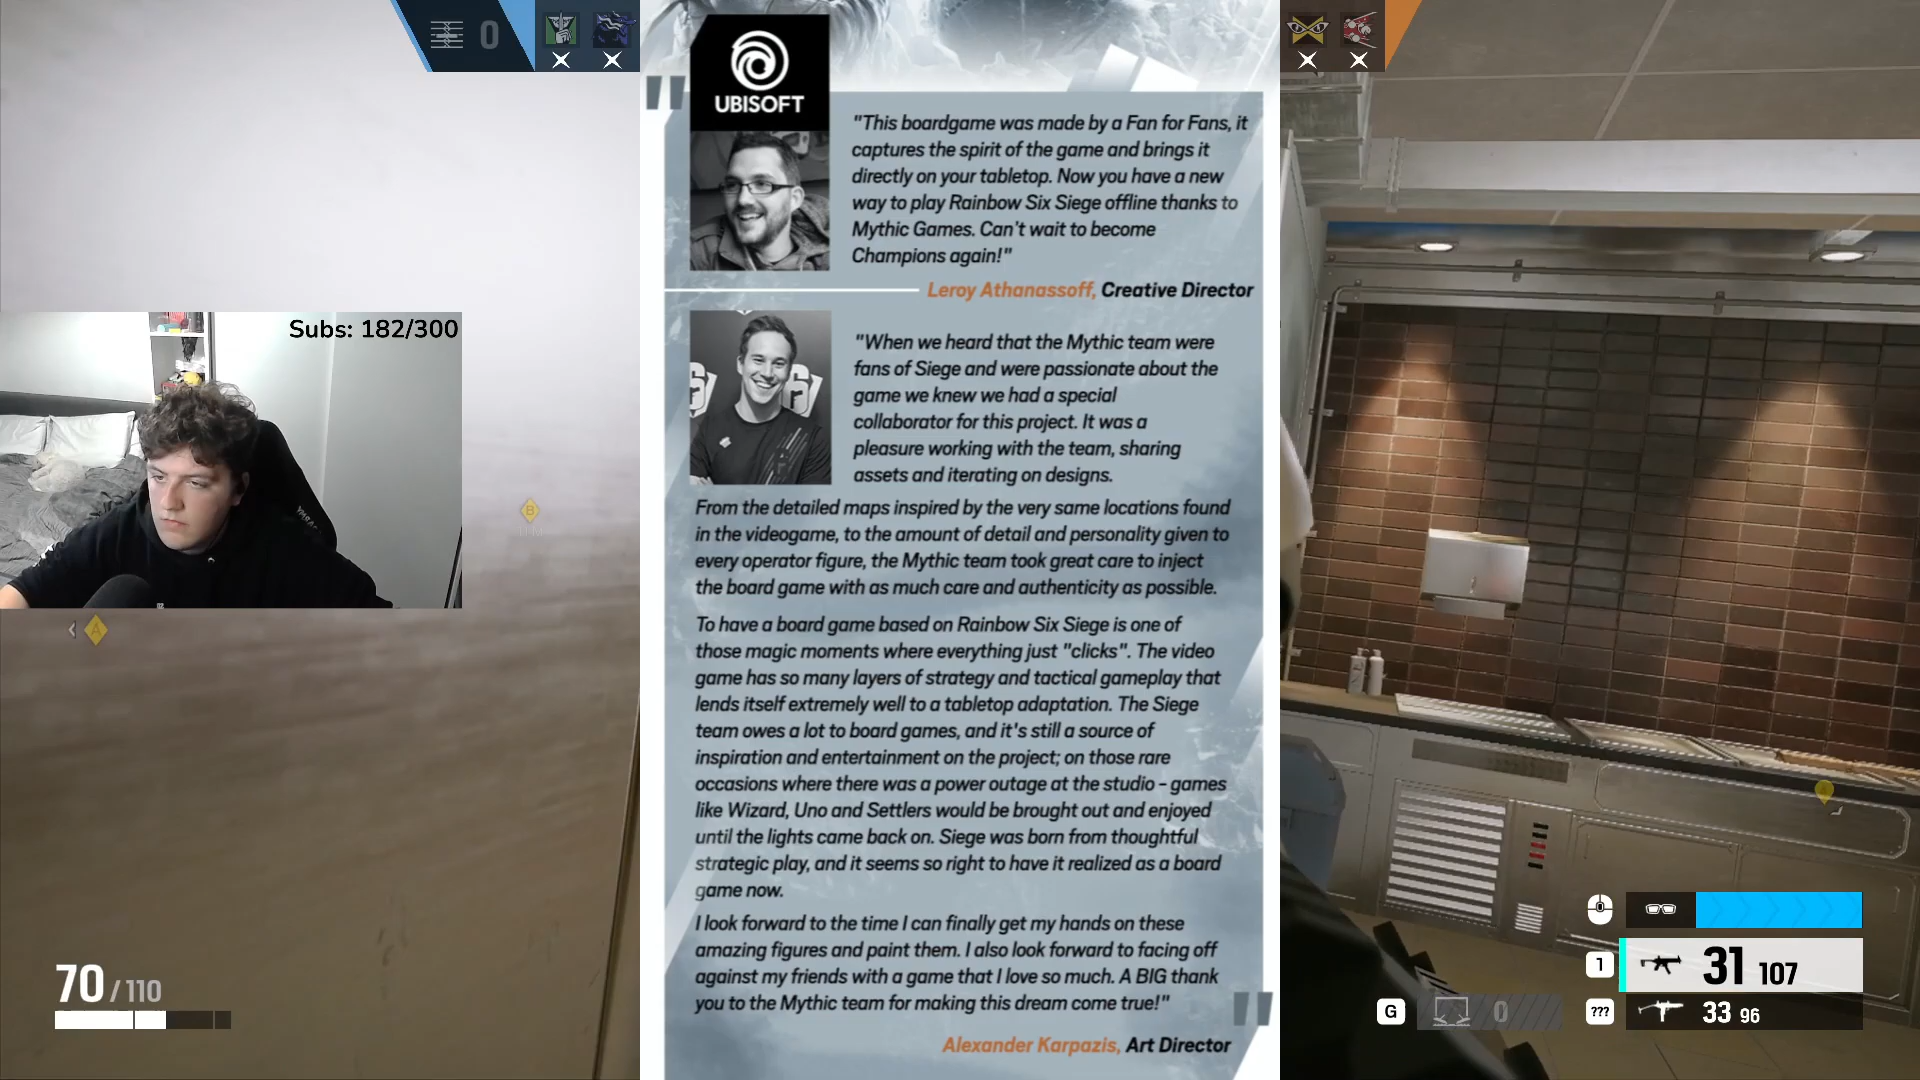 0
UBISOFT
"This boardgame was made by a Fan for Fans, it
captures the spirit of the game and brings it
directly on your tabletop. Now you have a new
way to play Rainbow Six Siege offline thanks to
Mythic Games. Can't wait to become
Champions again!"
Leroy Athanassoff, Creative Director
Subs: 182/300
"When we heard that the Mythic team were
fans of Siege and were passionate about the
game we knew we had a special
collaborator for this project. It was a
pleasure working with the team, sharing
assets and iterating on designs.
From the detailed maps inspired by the very same locations found
in the videogame, to the amount of detail and personality given to
every operator figure, the Mythic team took great care to inject
the board game with as much care and authenticity as possible.
To have a board game based on Rainbow Six Siege is one of
those magic moments where everything just "clicks". The video
game has so many layers of strategy and tactical gameplay that
lends itself extremely well to a tabletop adaptation. The Siege
team owes a lot to board games, and it's still a source of
inspiration and entertainment on the project; on those rare
occasions where there was a power outage at the studio - games
like Wizard, Uno and Settlers would be brought out and enjoyed
until the lights came back on. Siege was born from thoughtful
strategic play, and it seems so right to have it realized as a board
game now.
I look forward to the time I can finally get my hands on these
amazing figures and paint them. I also look forward to facing off
against my friends with a game that I love so much. A BIG thank
you to the Mythic team for making this dream come true!"
Alexander Karpazis, Art Director
B
A
70 / 110
1 31 107
G 0 ??? 33 96